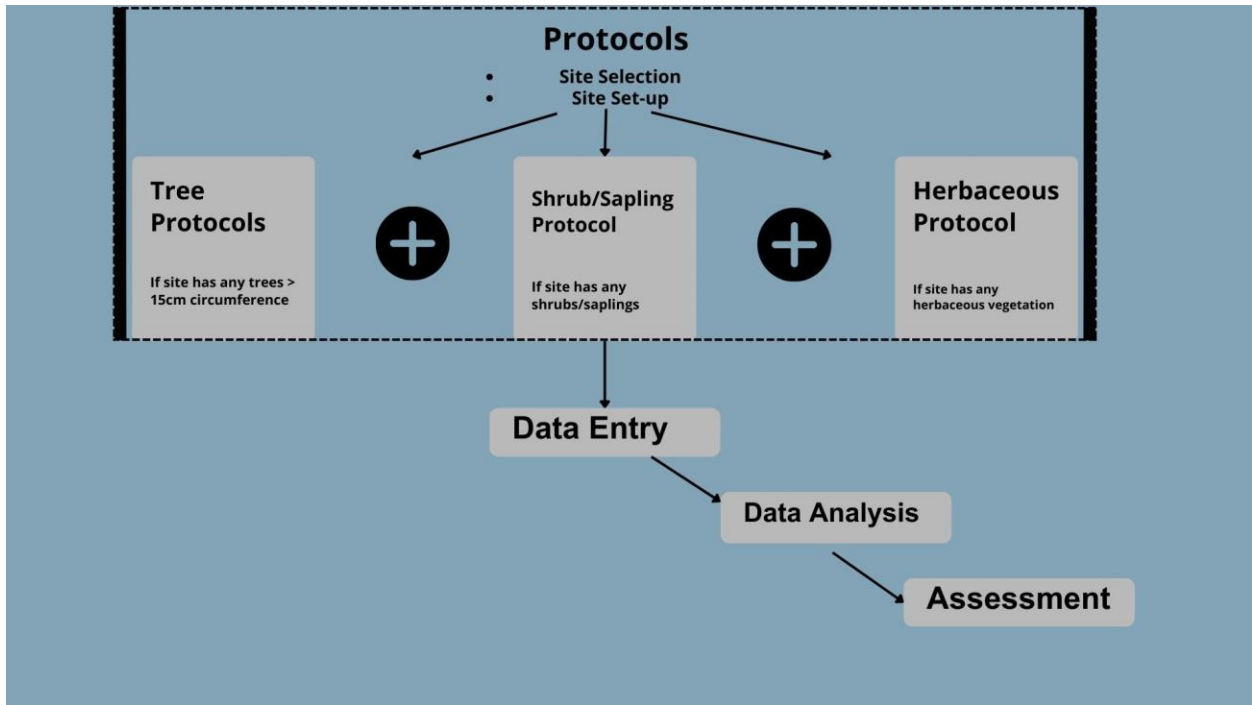 Protocols
• Site Selection
• Site Set-up
Tree
Protocols
If site has any trees >
15cm circumference
Shrub/Sapling
Protocol
If site has any
shrubs/saplings
Herbaceous
Protocol
If site has any
herbaceous vegetation
Data Entry
Data Analysis
Assessment